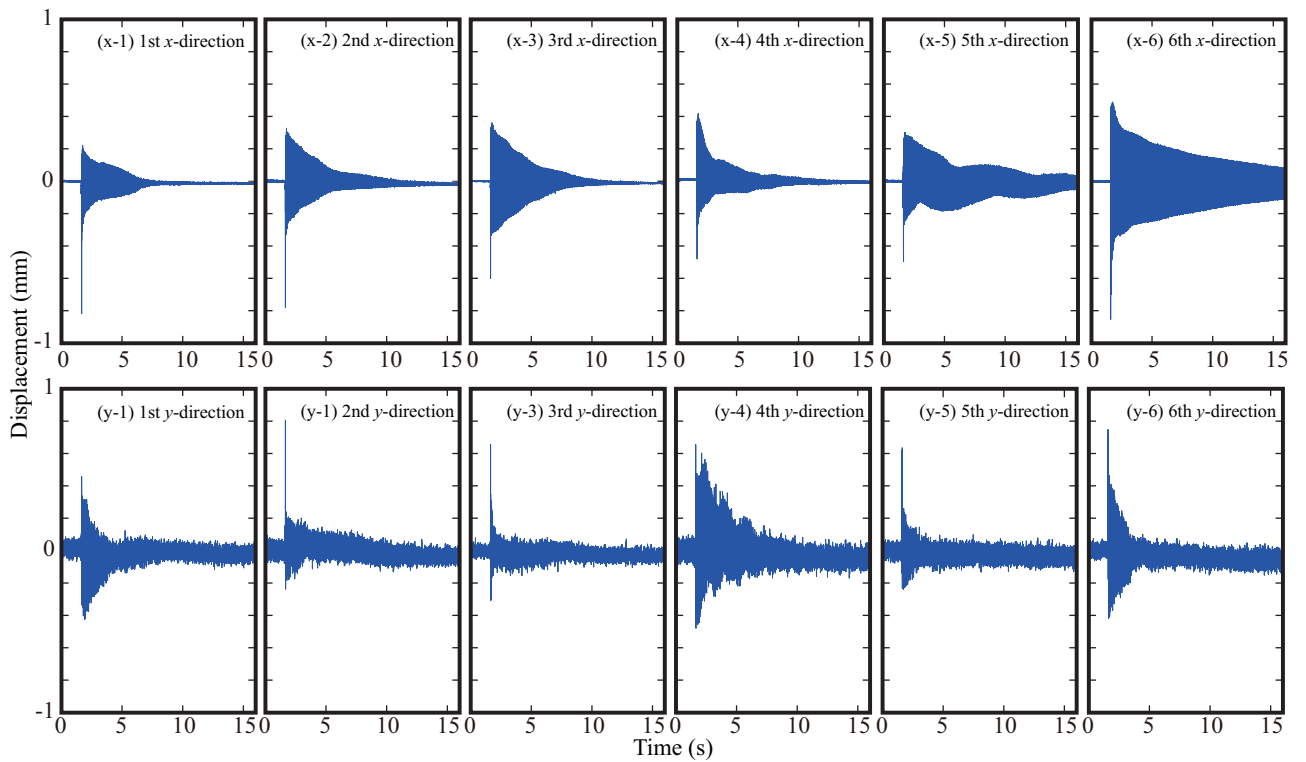 1
(x-1) 1st x-direction
(x-2) 2nd x-direction
(x-3) 3rd x-direction
(x-4) 4th x-direction
(x-5) 5th x-direction
(x-6) 6th x-direction
0
-1
0 5 10 15
0 5 10 15
0 5 10 15
0 5 10 15
0 5 10 15
0 5 10 15
Displacement (mm)
1
(y-1) 1st y-direction
(y-1) 2nd y-direction
(y-3) 3rd y-direction
(y-4) 4th y-direction
(y-5) 5th y-direction
(y-6) 6th y-direction
0
-1
0 5 10 15
0 5 10 15
0 5 10 15
0 5 10 15
0 5 10 15
0 5 10 15
Time (s)